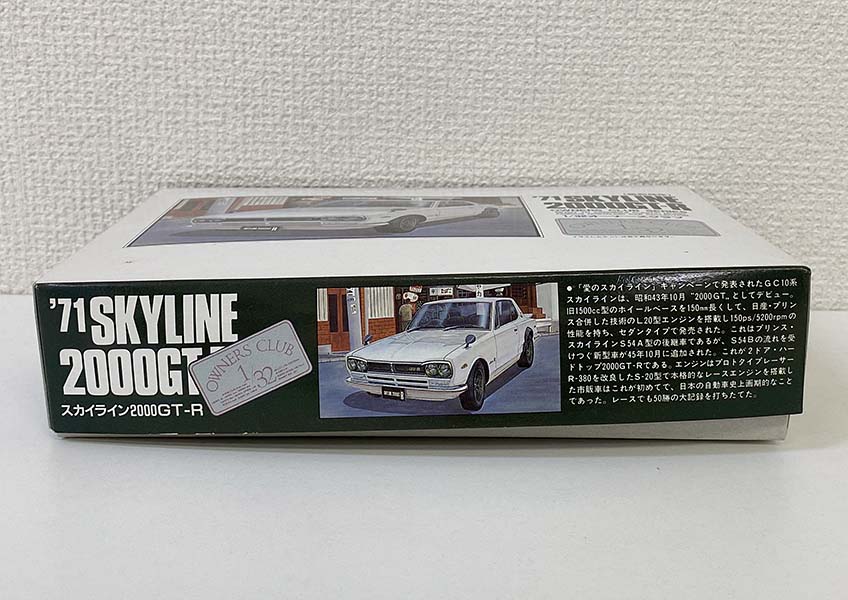 '71 SKYLINE
2000GT-R
'71 SKYLINE
2000GT
OWNERS CLUB
1/32
スカイライン2000GT-R
●「愛のスカイライン」キャンペーンで発表されたGC10系
スカイラインは、昭和43年10月 "2000GT" としてデビュー。
旧1500cc型のホイールベースを150mm長くして、日産・プリン
ス合併した技術のL20型エンジンを搭載し150ps/5200rpmの
性能を持ち、セダンタイプで発売された。これはプリンス・
スカイラインS54A型の後継車であるが、S54Bの流れを受
けつぐ新型車が45年10月に追加された。これが2ドア・ハー
ドトップ2000GT-Rである。エンジンはプロトタイプレーサー
R-380を改良したS-20型で本格的なレースエンジンを搭載し
た市販車はこれが初めてで、日本の自動車史上画期的なこと
であった。レースでも50勝の大記録を打ちたてた。